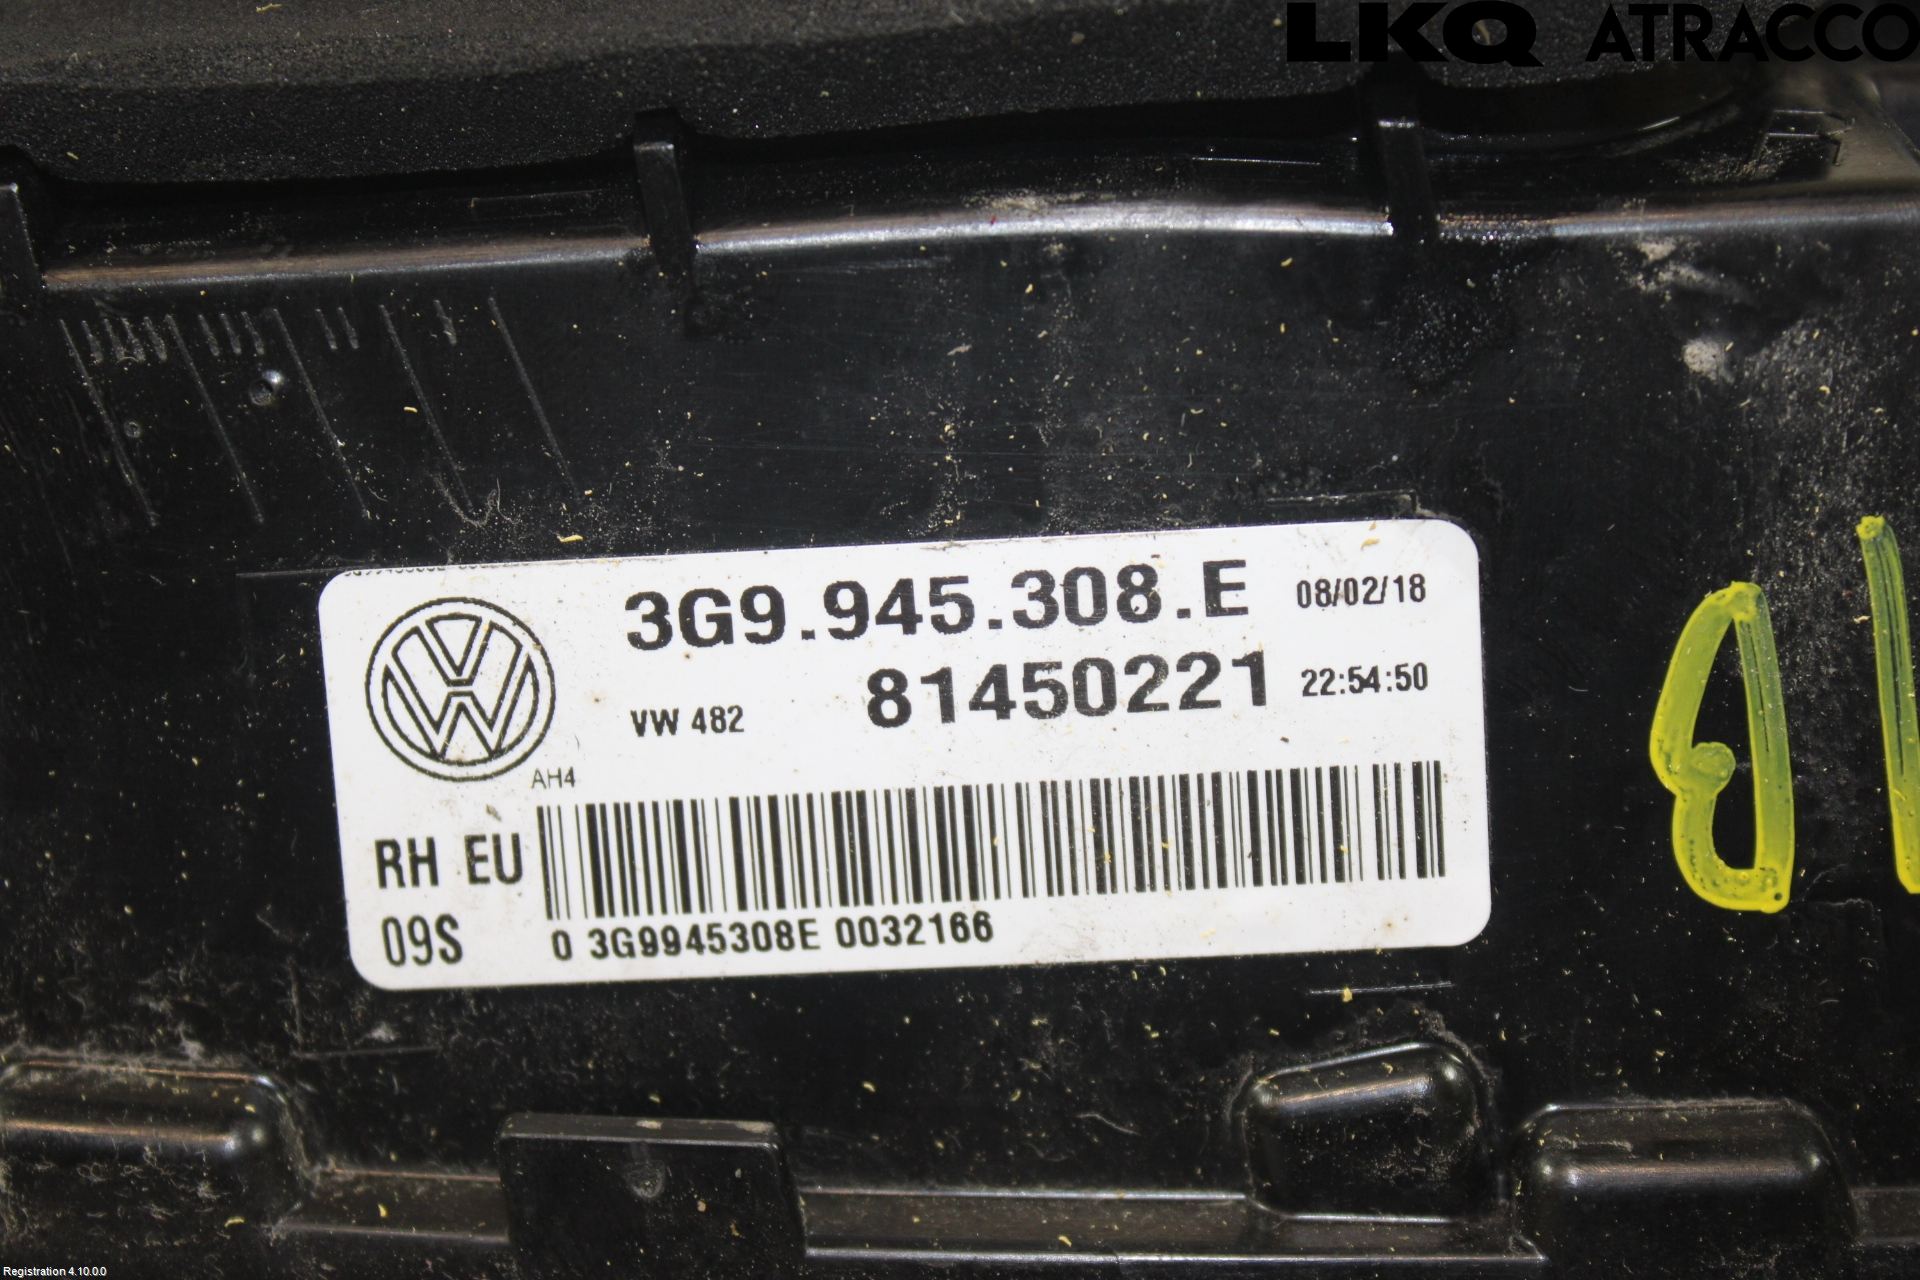 LKQ ATRACCO
3G9.945.308.E 08/02/18
VW 482 81450221 22:54:50
AH4
RH EU
09S
0 3G9945308E 0032166
Registration 4.10.0.0